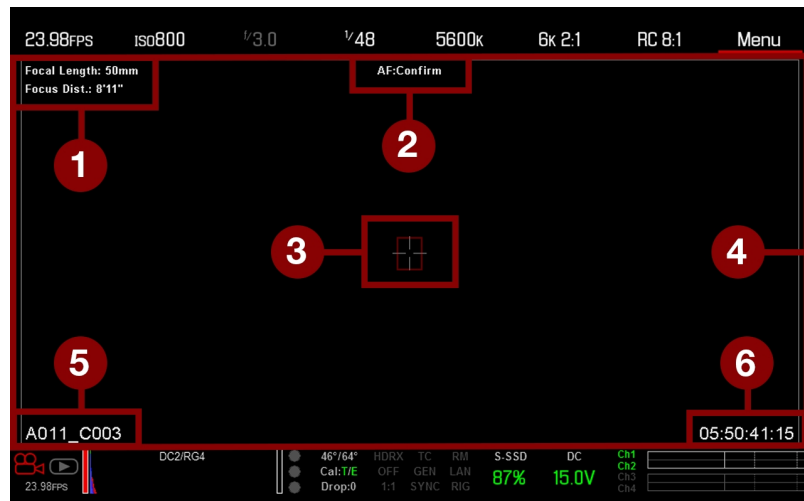 23.98FPS ISO800 f/3.0 1/48 5600K 6K 2:1 RC 8:1 Menu
Focal Length: 50mm AF:Confirm
Focus Dist.: 8'11"
1
2
3
4
5
6
A011_C003 05:50:41:15
DC2/RG4 46°/64° HDRX TC RM S-SSD DC Ch1
Cal:T/E OFF GEN LAN 87% 15.0V Ch2
23.98FPS Drop:0 1:1 SYNC RIG Ch3
Ch4